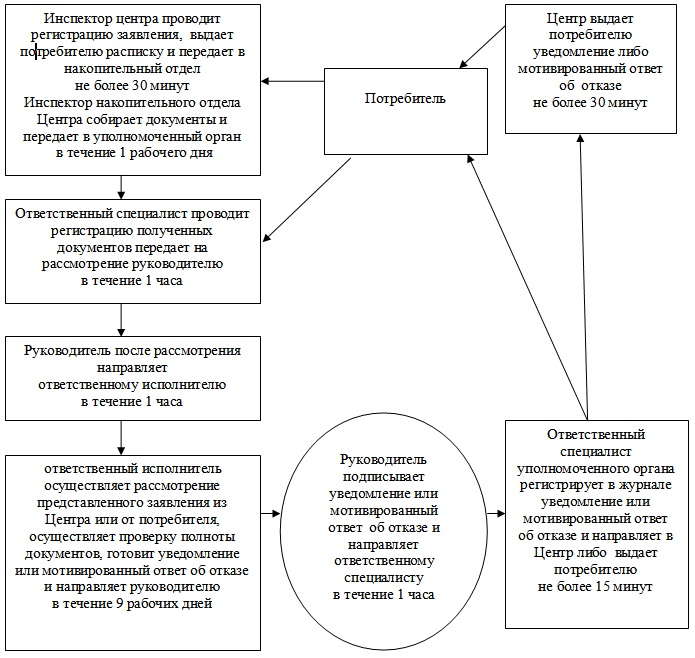 Инспектор центра проводит
регистрацию заявления,  выдает
потребителю расписку и передает в
накопительный отдел
не более 30 минут
Инспектор накопительного отдела
Центра собирает документы и
передает в уполномоченный орган
в течение 1 рабочего дня
Потребитель
Центр выдает
потребителю
уведомление либо
мотивированный ответ
об  отказе
не более 30 минут
Ответственный специалист проводит
регистрацию полученных
документов передает на
рассмотрение руководителю
в течение 1 часа
Руководитель после рассмотрения
направляет
ответственному исполнителю
в течение 1 часа
ответственный исполнитель
осуществляет рассмотрение
представленного заявления из
Центра или от потребителя,
осуществляет проверку полноты
документов, готовит уведомление
или мотивированный ответ об отказе
и направляет руководителю
в течение 9 рабочих дней
Руководитель
подписывает
уведомление или
мотивированный
ответ  об отказе и
направляет
ответственному
специалисту
в течение 1 часа
Ответственный
специалист
уполномоченного органа
регистрирует в журнале
уведомление или
мотивированный ответ
об отказе и направляет в
Центр либо  выдает
потребителю
не более 15 минут